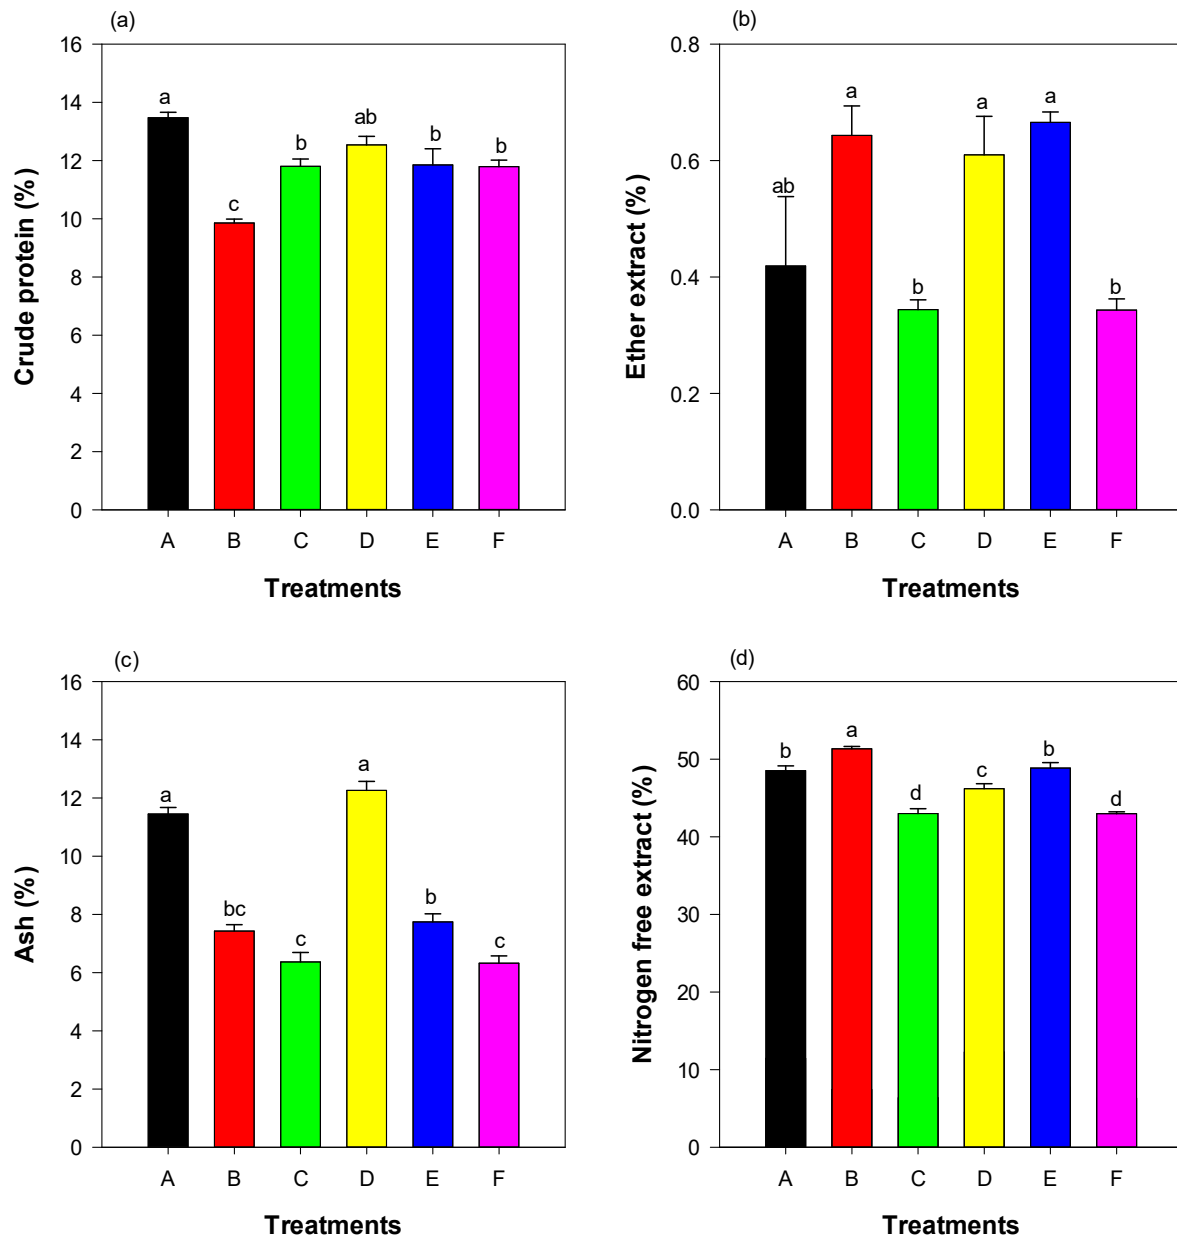 (a)
16
14
12
10
8
6
4
2
0
Crude protein (%)
a
c
b
ab
b
b
A B C D E F
Treatments
(b)
0.8
0.6
0.4
0.2
0.0
Ether extract (%)
ab
a
b
a
a
b
A B C D E F
Treatments
(c)
16
14
12
10
8
6
4
2
0
Ash (%)
a
bc
c
a
b
c
A B C D E F
Treatments
(d)
60
50
40
30
20
10
0
Nitrogen free extract (%)
b
a
d
c
b
d
A B C D E F
Treatments